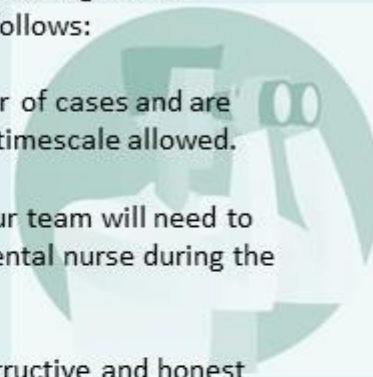 ollows:
r of cases and are
timescale allowed.
ur team will need to
ental nurse during the
tructive and honest